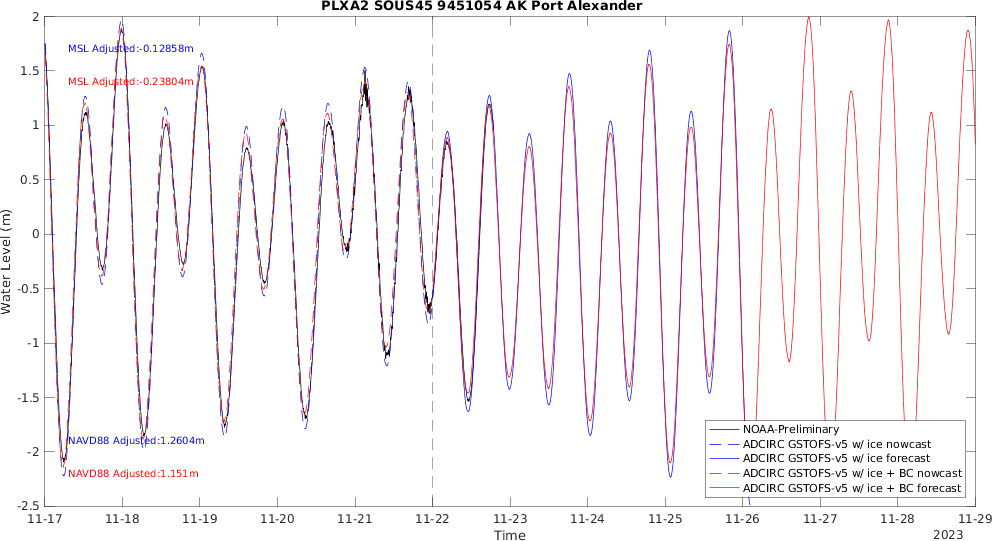 PLXA2 SOUS45 9451054 AK Port Alexander
MSL Adjusted:-0.12858m
MSL Adjusted:-0.23804m
NAVD88 Adjusted:1.2604m
NAVD88 Adjusted:1.151m
Water Level (m)
2
1.5
1
0.5
0
-0.5
-1
-1.5
-2
-2.5
NOAA-Preliminary
ADCIRC GSTOFS-v5 w/ ice nowcast
ADCIRC GSTOFS-v5 w/ ice forecast
ADCIRC GSTOFS-v5 w/ ice + BC nowcast
ADCIRC GSTOFS-v5 w/ ice + BC forecast
11-17 11-18 11-19 11-20 11-21 11-22 11-23 11-24 11-25 11-26 11-27 11-28 11-29
Time
2023